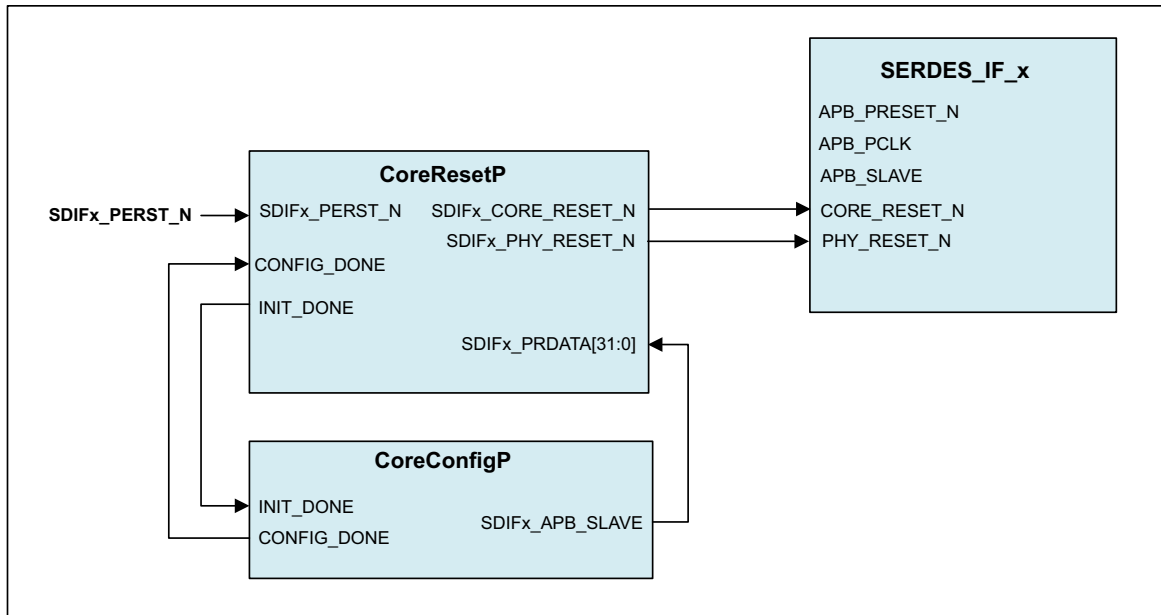 SERDES_IF_x
APB_PRESET_N
APB_PCLK
APB_SLAVE
CORE_RESET_N
PHY_RESET_N
CoreResetP
SDIFx_PERST_N
SDIFx_PERST_N
SDIFx_CORE_RESET_N
SDIFx_PHY_RESET_N
CONFIG_DONE
INIT_DONE
SDIFx_PRDATA[31:0]
CoreConfigP
INIT_DONE
SDIFx_APB_SLAVE
CONFIG_DONE